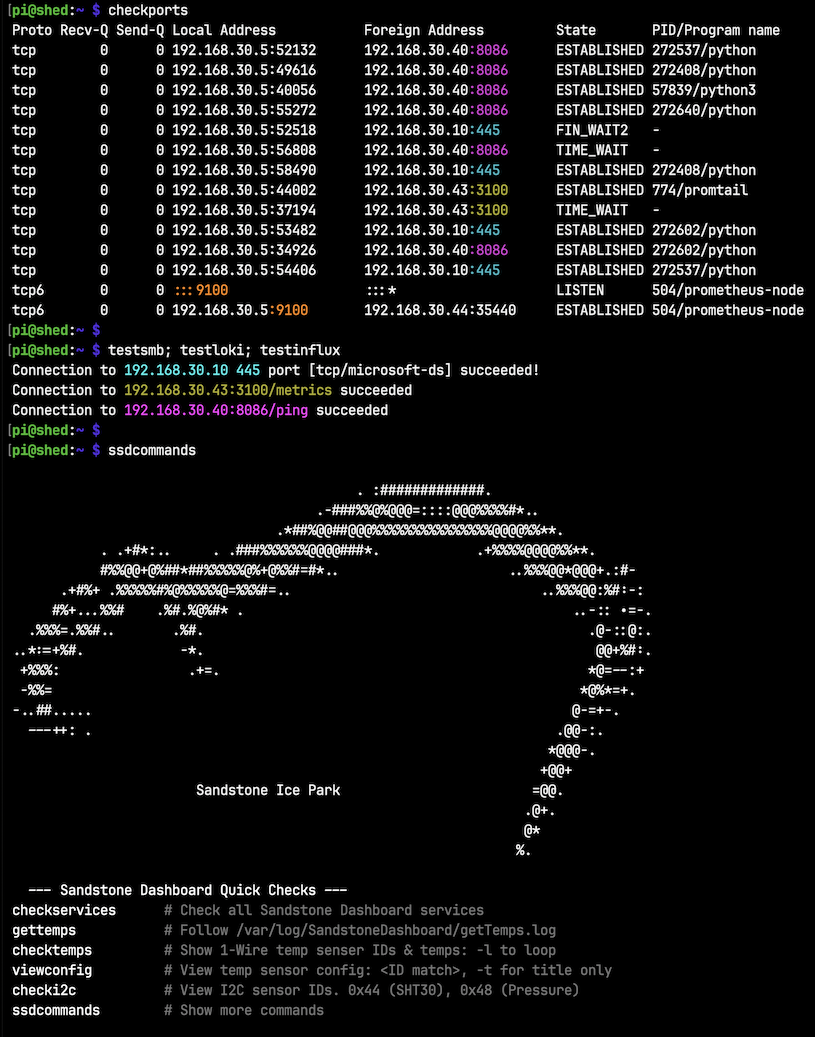 [pi@shed:~ $ checkports
Proto Recv-Q Send-Q Local Address           Foreign Address         State       PID/Program name
tcp        0      0 192.168.30.5:52132      192.168.30.40:8086      ESTABLISHED 272537/python
tcp        0      0 192.168.30.5:49616      192.168.30.40:8086      ESTABLISHED 272408/python
tcp        0      0 192.168.30.5:40056      192.168.30.40:8086      ESTABLISHED 57839/python3
tcp        0      0 192.168.30.5:55272      192.168.30.40:8086      ESTABLISHED 272640/python
tcp        0      0 192.168.30.5:52518      192.168.30.10:445       FIN_WAIT2   -
tcp        0      0 192.168.30.5:56808      192.168.30.40:8086      TIME_WAIT   -
tcp        0      0 192.168.30.5:58490      192.168.30.10:445       ESTABLISHED 272408/python
tcp        0      0 192.168.30.5:44002      192.168.30.43:3100      ESTABLISHED 774/promtail
tcp        0      0 192.168.30.5:37194      192.168.30.43:3100      TIME_WAIT   -
tcp        0      0 192.168.30.5:53482      192.168.30.10:445       ESTABLISHED 272602/python
tcp        0      0 192.168.30.5:34926      192.168.30.40:8086      ESTABLISHED 272602/python
tcp        0      0 192.168.30.5:54406      192.168.30.10:445       ESTABLISHED 272537/python
tcp6       0      0 :::9100                 :::*                    LISTEN      504/prometheus-node
tcp6       0      0 192.168.30.5:9100       192.168.30.44:35440     ESTABLISHED 504/prometheus-node
[pi@shed:~ $
[pi@shed:~ $ testsmb; testloki; testinflux
Connection to 192.168.30.10 445 port [tcp/microsoft-ds] succeeded!
Connection to 192.168.30.43:3100/metrics succeeded
Connection to 192.168.30.40:8086/ping succeeded
[pi@shed:~ $
[pi@shed:~ $ ssdcommands
Sandstone Ice Park
--- Sandstone Dashboard Quick Checks ---
checkservices      # Check all Sandstone Dashboard services
gettemps           # Follow /var/log/SandstoneDashboard/getTemps.log
checktemps         # Show 1-Wire temp senser IDs & temps: -l to loop
viewconfig         # View temp sensor config: <ID match>, -t for title only
checki2c           # View I2C sensor IDs. 0x44 (SHT30), 0x48 (Pressure)
ssdcommands        # Show more commands